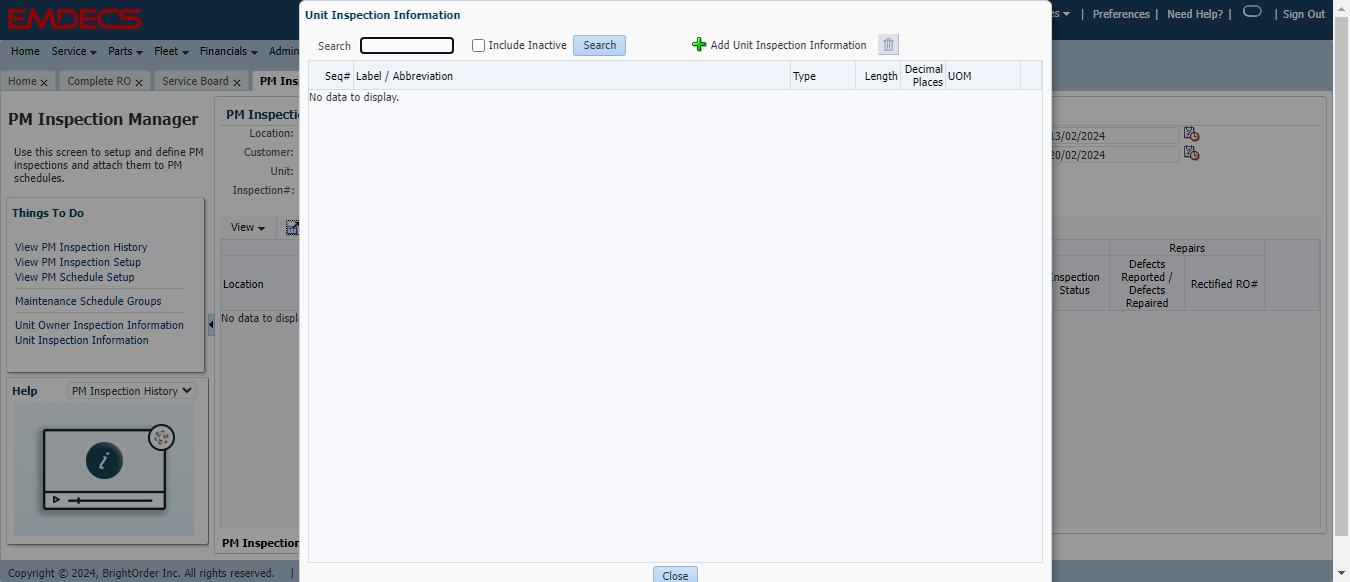 EMDECS
Preferences | Need Help? | | Sign Out
Home Service Parts Fleet Financials Admin
Home x Complete RO x Service Board x PM Ins
PM Inspection Manager
Use this screen to setup and define PM
inspections and attach them to PM
schedules.
Things To Do
View PM Inspection History
View PM Inspection Setup
View PM Schedule Setup
Maintenance Schedule Groups
Unit Owner Inspection Information
Unit Inspection Information
Help PM Inspection History
i
PM Inspecti
Location:
Customer:
Unit:
Inspection#:
View
Location
No data to displ
PM Inspection
Unit Inspection Information
Search Include Inactive Search Add Unit Inspection Information
Seq# Label / Abbreviation Type Length Decimal Places UOM
No data to display.
Close
13/02/2024
20/02/2024
Repairs
Inspection
Status
Defects
Reported /
Defects
Repaired
Rectified RO#
Copyright © 2024, BrightOrder Inc. All rights reserved. |